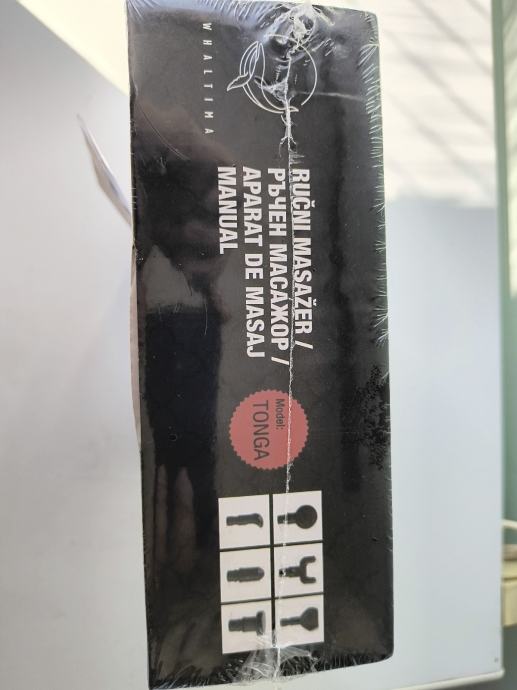 WHALTIMA
RUČNI MASAŽER /
РЪЧЕН МАСАЖОР /
APARAT DE MASAJ
MANUAL
Model:
TONGA